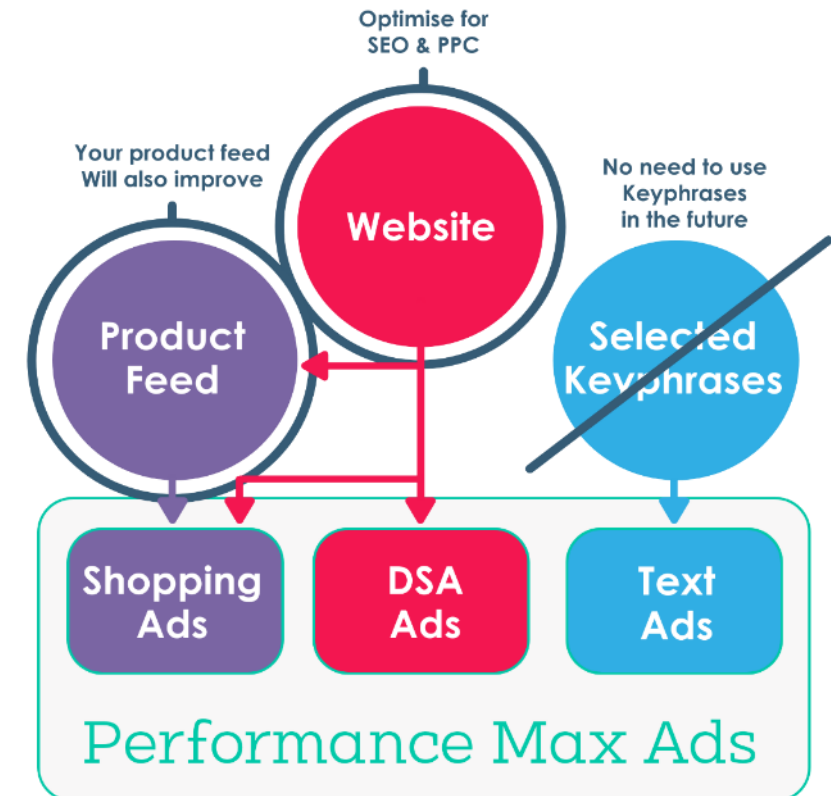 Optimise for
SEO & PPC
Your product feed
Will also improve
No need to use
Keyphrases
in the future
Website
Product
Feed
Selected
Keyphrases
Shopping
Ads
DSA
Ads
Text
Ads
Performance Max Ads